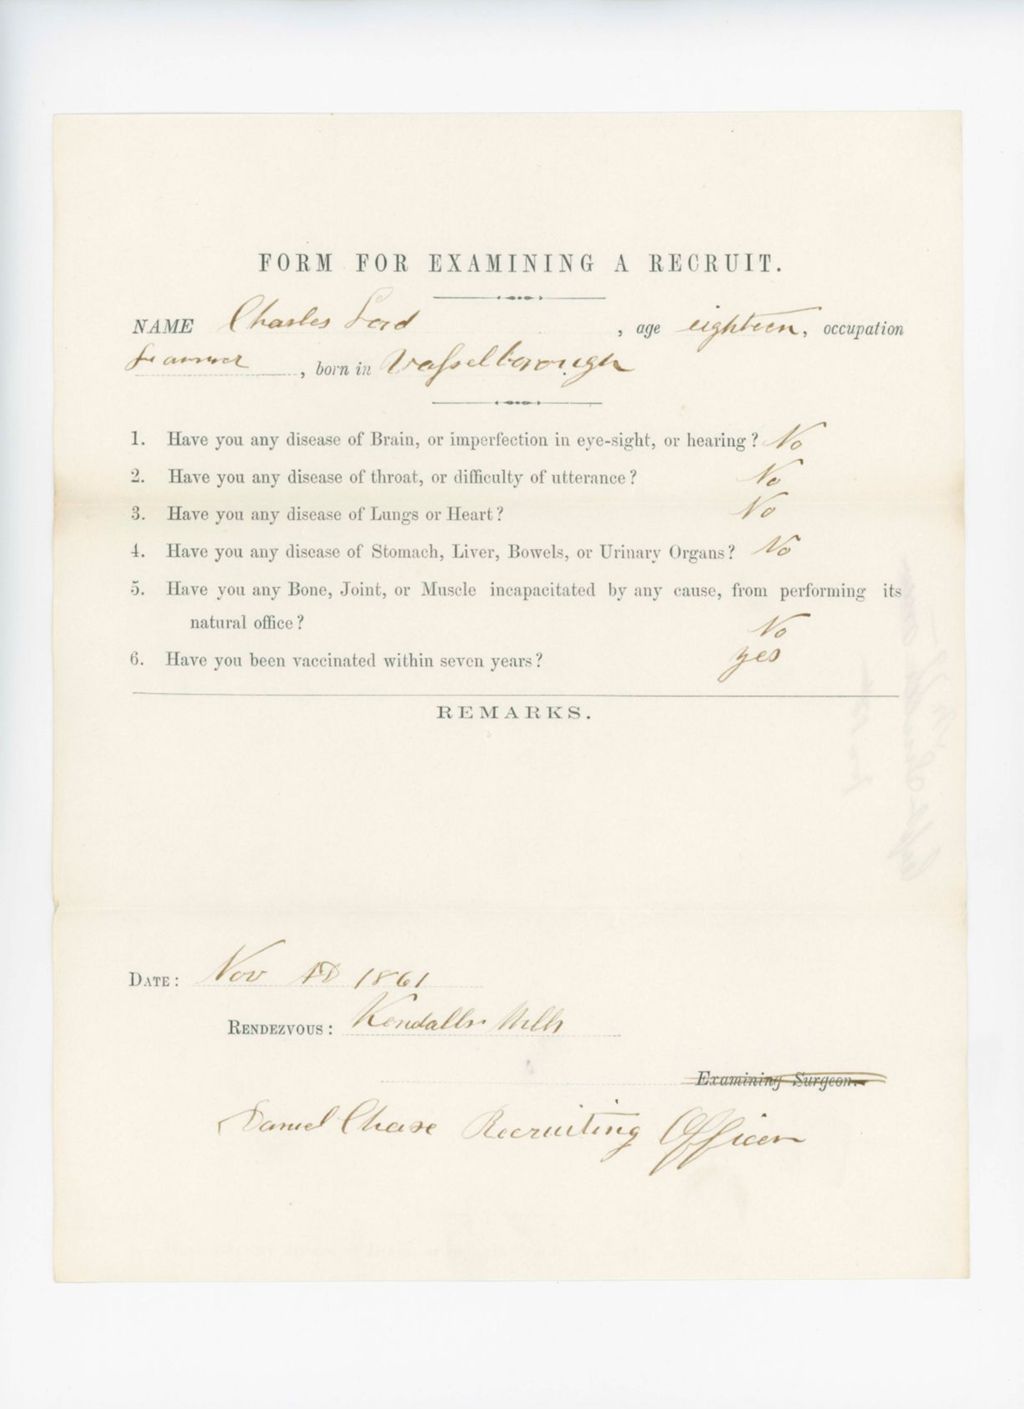 FORM FOR EXAMINING A RECRUIT.
NAME Charles Lord, age eighteen, occupation
Farmer, born in Vasselborough
1. Have you any disease of Brain, or imperfection in eye-sight, or hearing? No
2. Have you any disease of throat, or difficulty of utterance? No
3. Have you any disease of Lungs or Heart? No
4. Have you any disease of Stomach, Liver, Bowels, or Urinary Organs? No
5. Have you any Bone, Joint, or Muscle incapacitated by any cause, from performing its
natural office? No
6. Have you been vaccinated within seven years? yes
REMARKS.
DATE: Nov 1861
RENDEZVOUS: Kendalls Mills
Examining Surgeon.
Daniel Chase Recruiting Officer